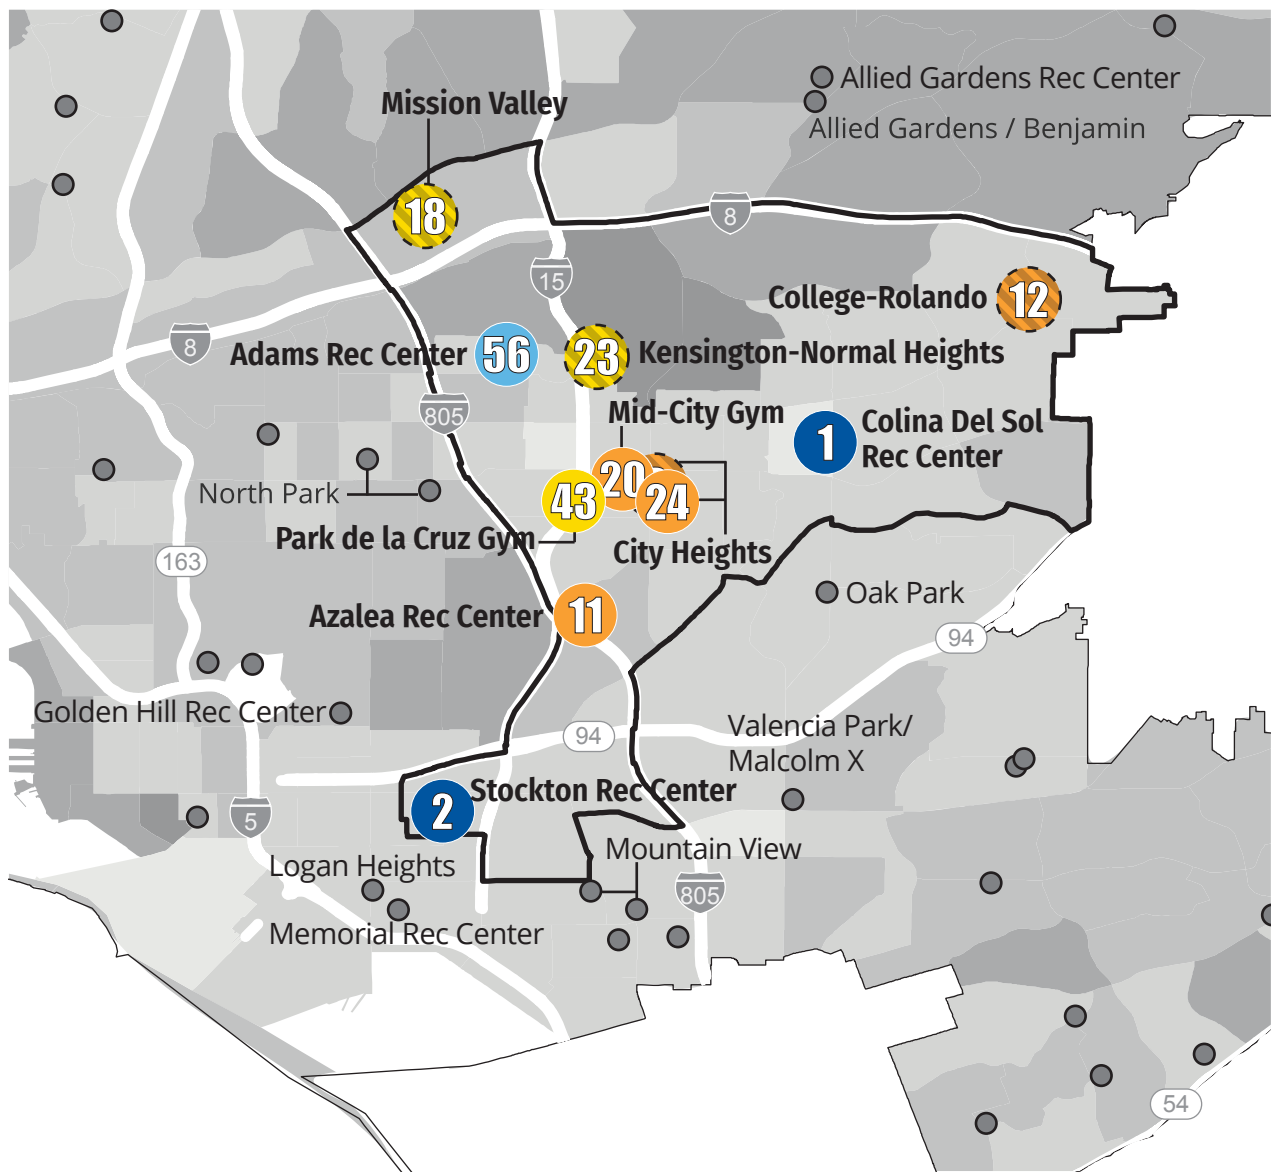 Allied Gardens Rec Center
Mission Valley
Allied Gardens / Benjamin
18
8
15
College-Rolando
12
8
Adams Rec Center
56
23
Kensington-Normal Heights
805
Mid-City Gym
1
Colina Del Sol
Rec Center
20
24
43
North Park
Park de la Cruz Gym
City Heights
163
Oak Park
Azalea Rec Center
11
94
Golden Hill Rec Center
94
Valencia Park/
Malcolm X
Stockton Rec Center
2
5
Mountain View
Logan Heights
805
Memorial Rec Center
54